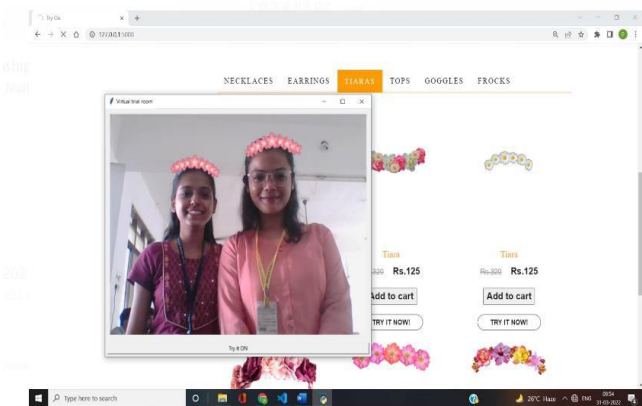 Try On
127.0.0.1:5000
NECKLACES EARRINGS TIARAS TOPS GOGGLES FROCKS
Virtual trial room
Tiara Tiara
Rs.125 Rs.320 Rs.125
Add to cart Add to cart
TRY IT NOW! TRY IT NOW!
Try It ON
Type here to search
26°C Haze ENG 09:54
31-03-2022